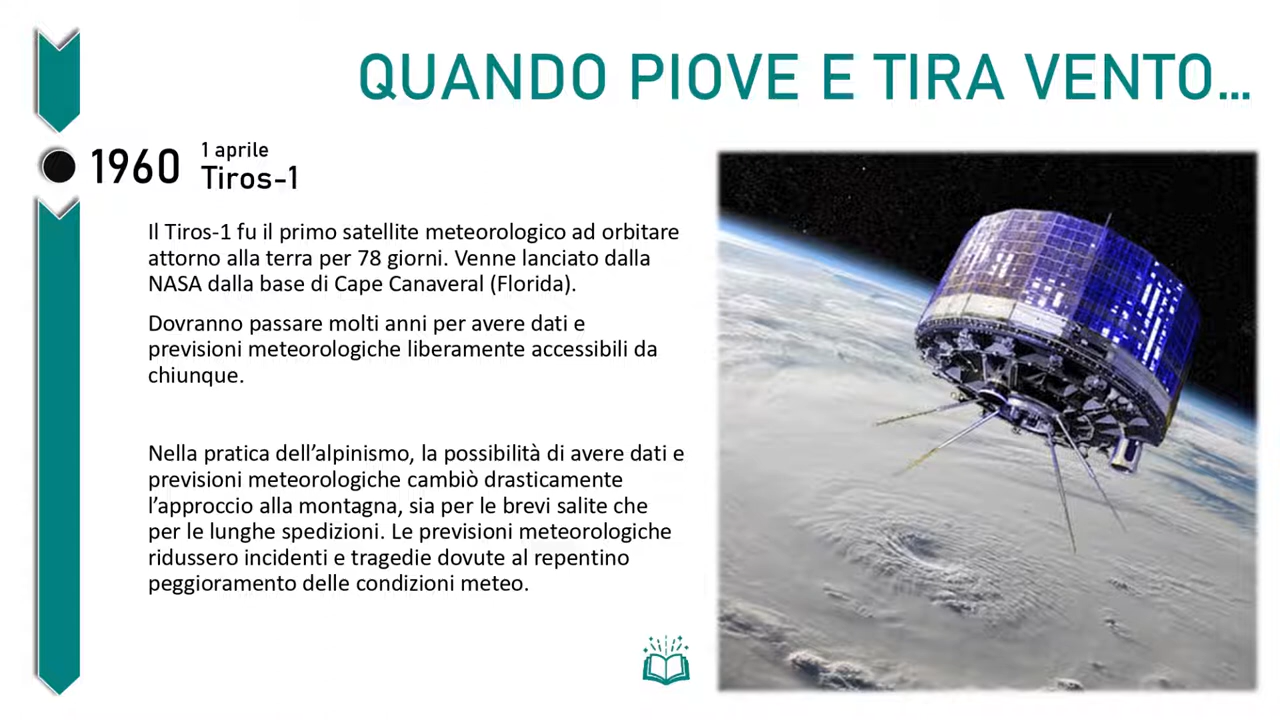 QUANDO PIOVE E TIRA VENTO...
1960
1 aprile
Tiros-1
Il Tiros-1 fu il primo satellite meteorologico ad orbitare
attorno alla terra per 78 giorni. Venne lanciato dalla
NASA dalla base di Cape Canaveral (Florida).
Dovranno passare molti anni per avere dati e
previsioni meteorologiche liberamente accessibili da
chiunque.
Nella pratica dell’alpinismo, la possibilità di avere dati e
previsioni meteorologiche cambiò drasticamente
l’approccio alla montagna, sia per le brevi salite che
per le lunghe spedizioni. Le previsioni meteorologiche
ridussero incidenti e tragedie dovute al repentino
peggioramento delle condizioni meteo.